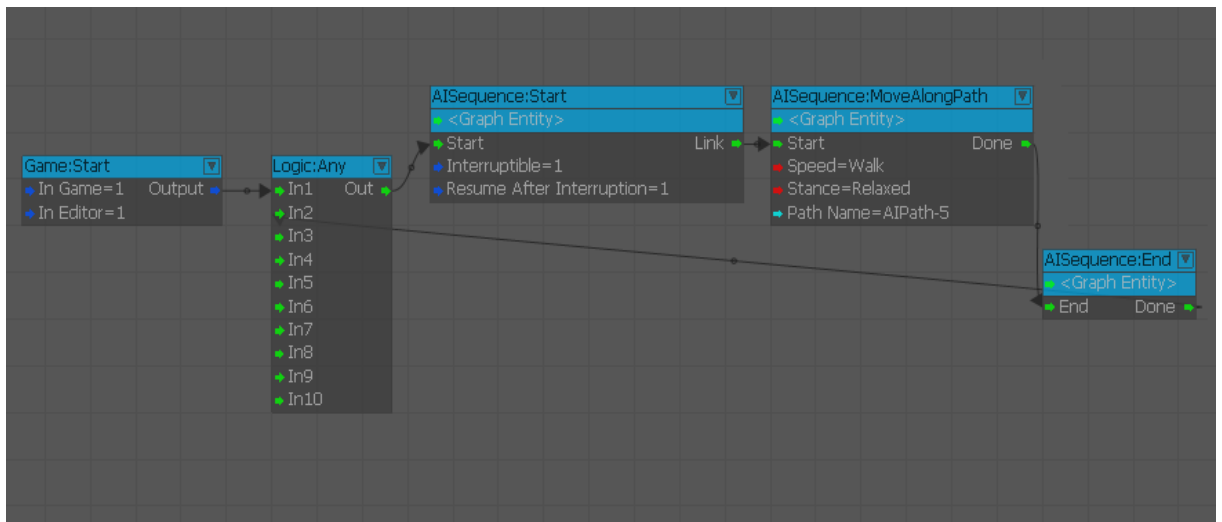 Game:Start
In Game=1 Output
In Editor=1
Logic:Any
In1 Out
In2
In3
In4
In5
In6
In7
In8
In9
In10
AISequence:Start
<Graph Entity>
Start Link
Interruptible=1
Resume After Interruption=1
AISequence:MoveAlongPath
<Graph Entity>
Start Done
Speed=Walk
Stance=Relaxed
Path Name=AIPath-5
AISequence:End
<Graph Entity>
End Done